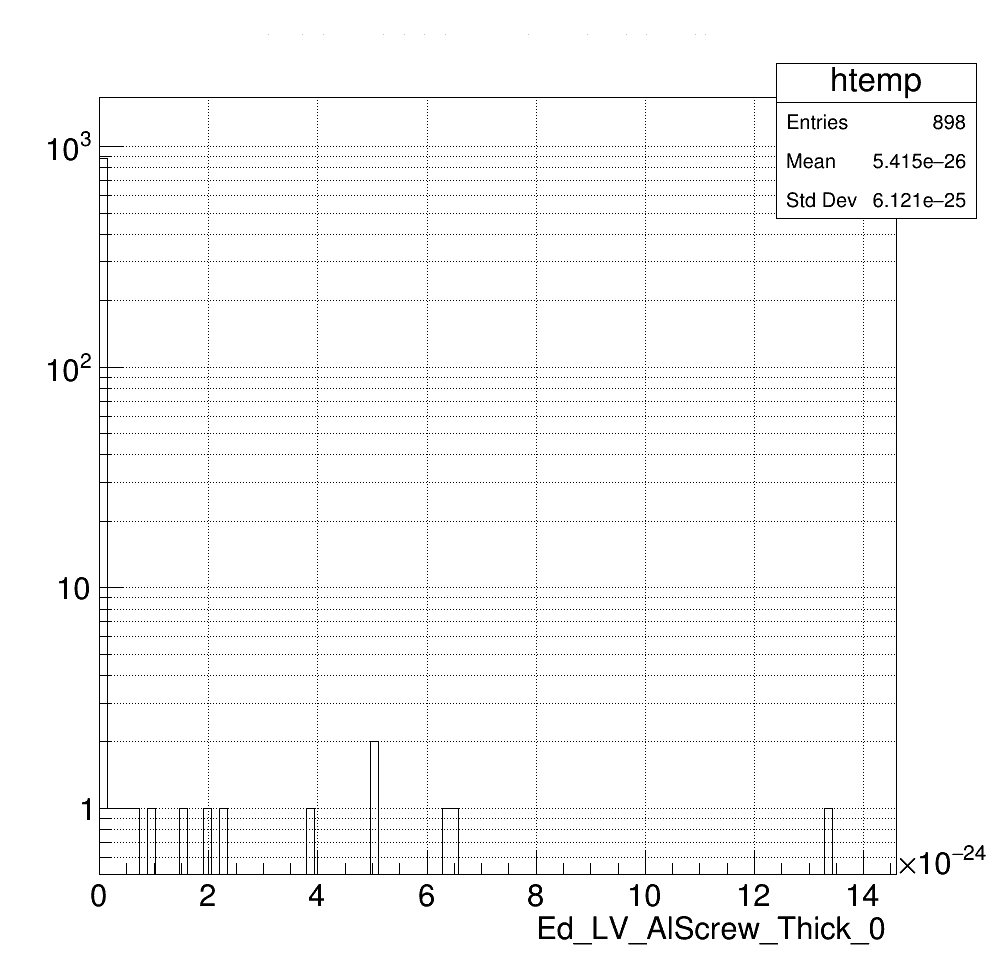 htemp
Entries 898
Mean 5.415e−26
Std Dev 6.121e−25
10³
10²
10
1
×10⁻²⁴
0 2 4 6 8 10 12 14
Ed_LV_AlScrew_Thick_0